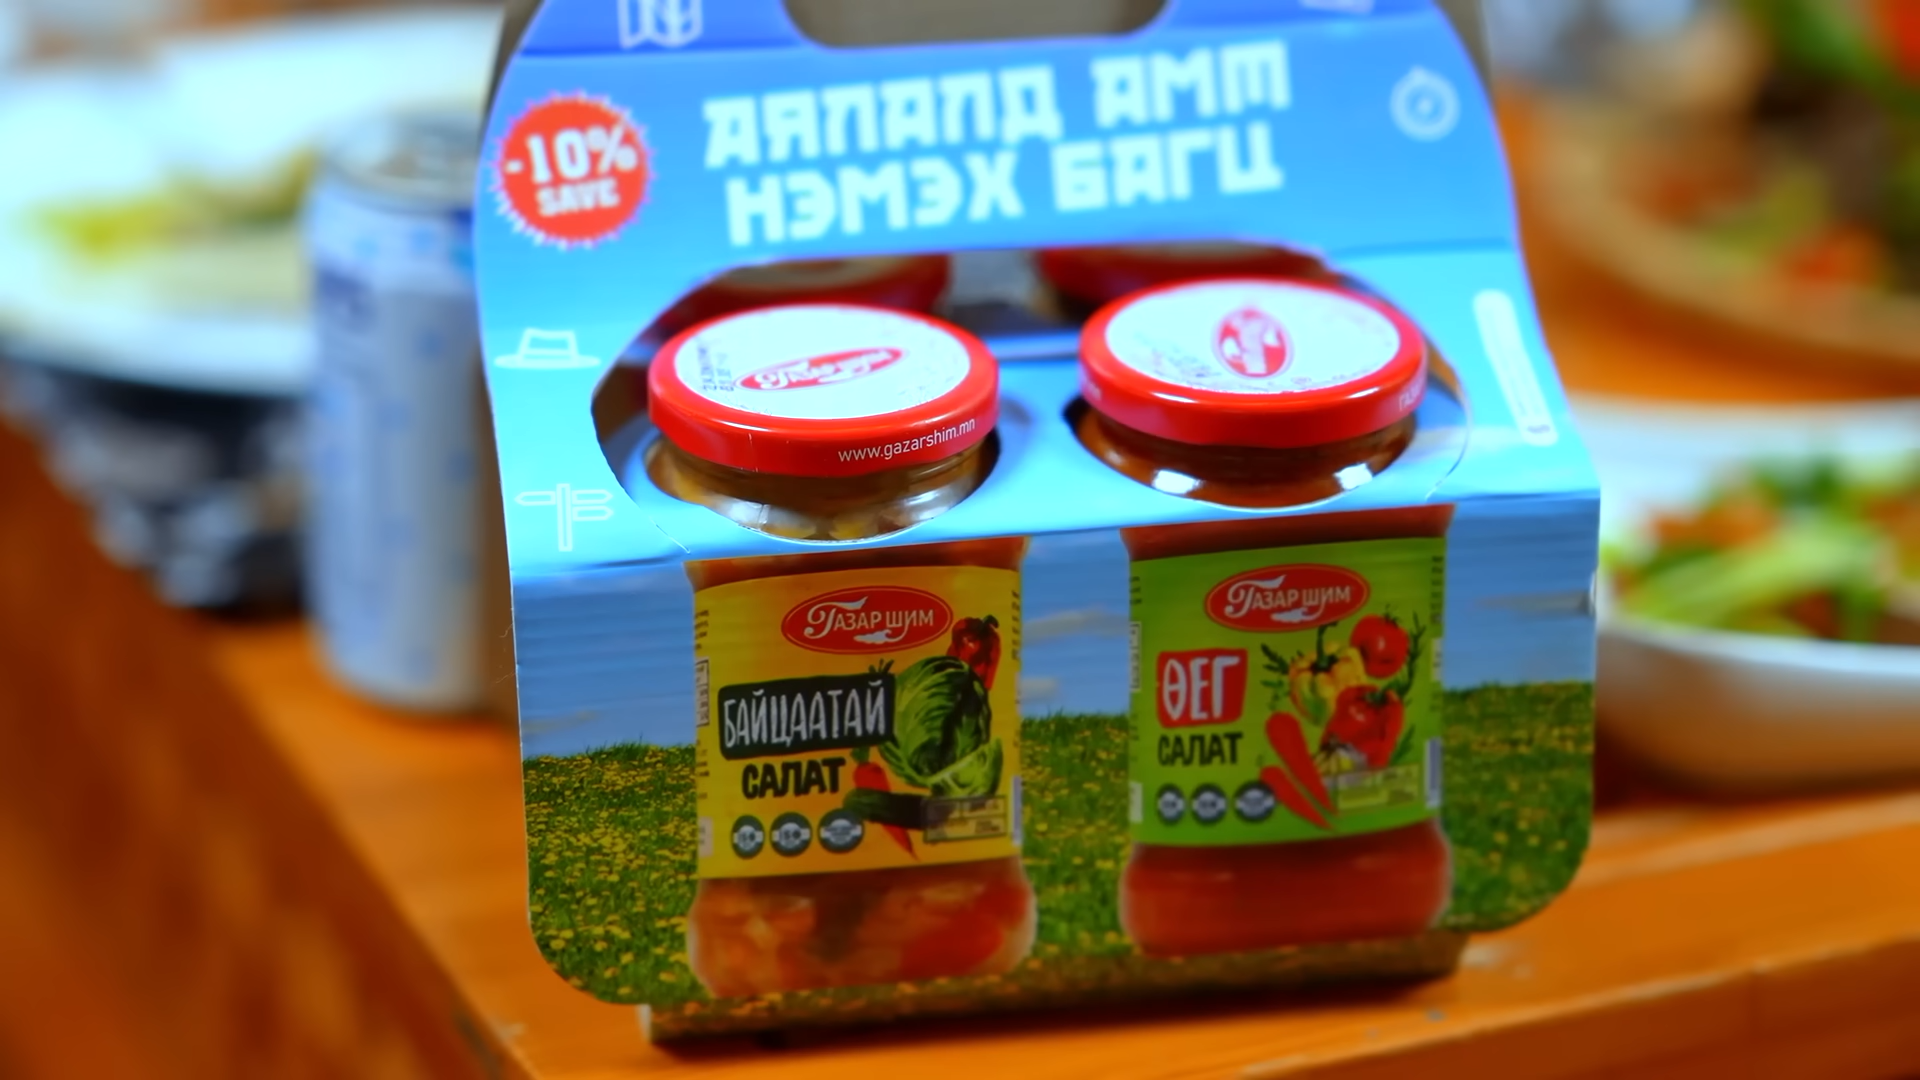 АЯЛАЛД АМТ
НЭМЭХ БАГЦ
-10%
SAVE
www.gazarshim.mn
ГАЗАР ШИМ
БАЙЦААТАЙ
САЛАТ
ГАЗАР ШИМ
ӨЕГ
САЛАТ